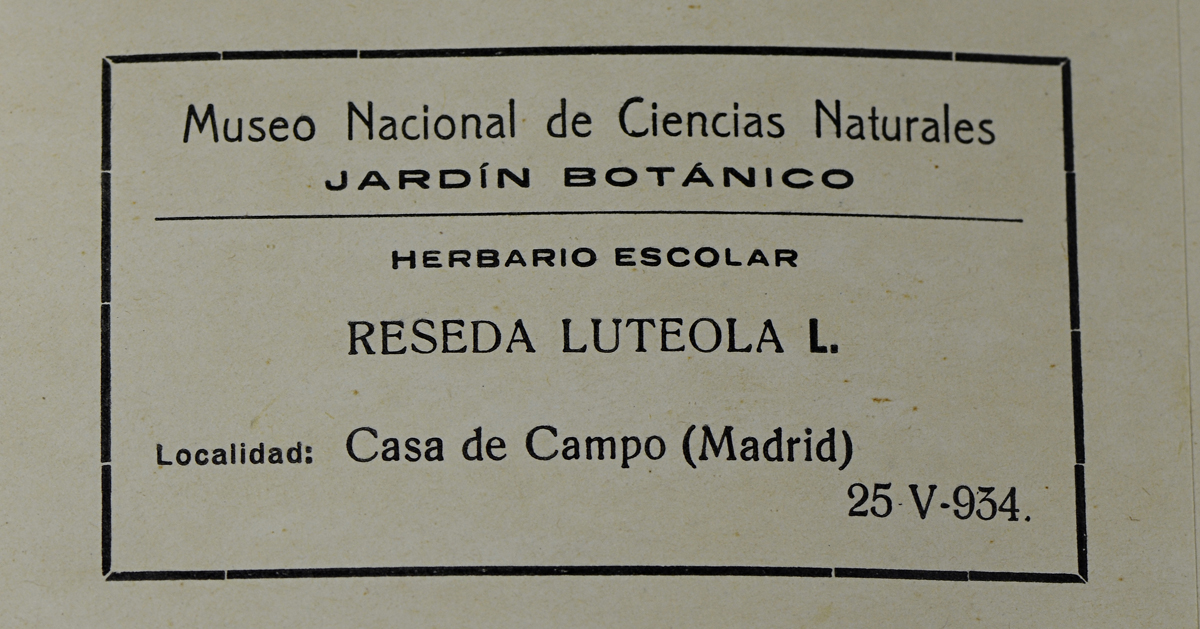 Museo Nacional de Ciencias Naturales
JARDÍN BOTÁNICO
HERBARIO ESCOLAR
RESEDA LUTEOLA L.
Localidad: Casa de Campo (Madrid)
25-V-934.